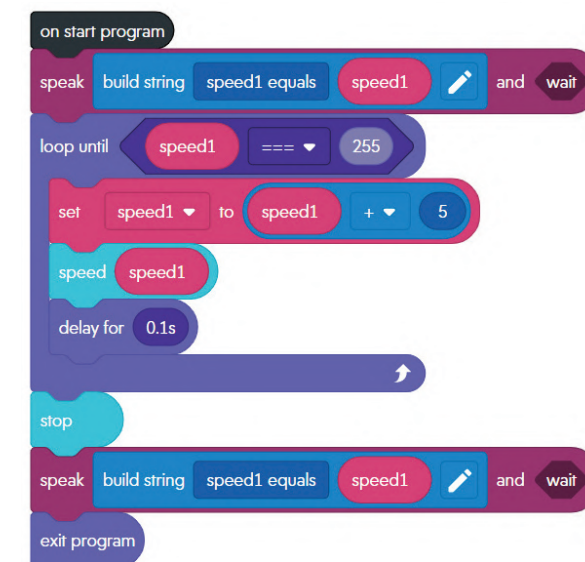 on start program
speak build string speed1 equals speed1 and wait
loop until speed1 === 255
set speed1 to speed1 + 5
speed speed1
delay for 0.1s
stop
speak build string speed1 equals speed1 and wait
exit program